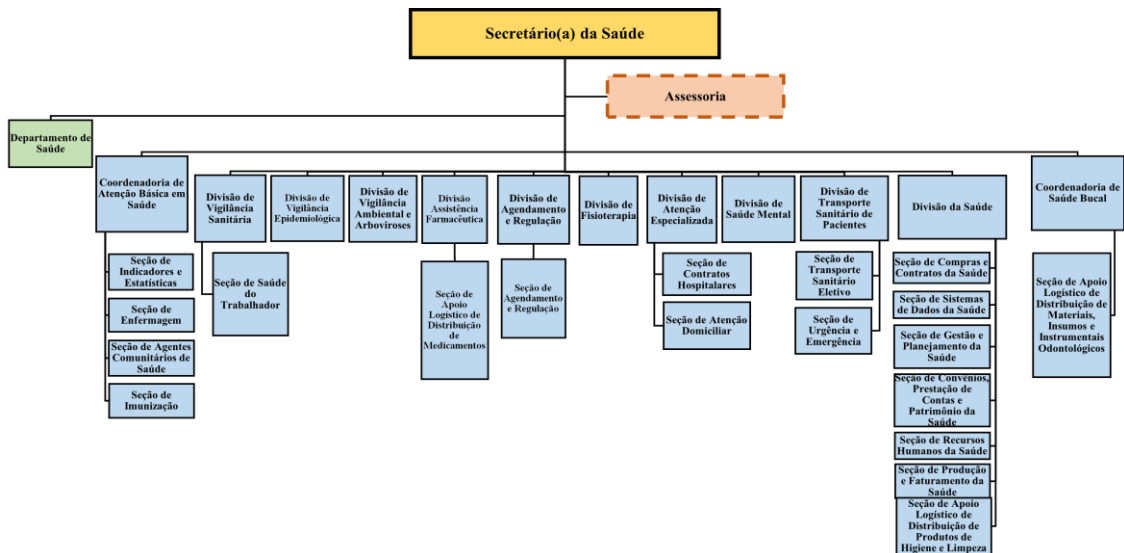 Secretário(a) da Saúde
Assessoria
Departamento de
Saúde
Coordenadoria de
Atenção Básica em
Saúde
Divisão de
Vigilância
Sanitária
Divisão de
Vigilância
Epidemiológica
Divisão de
Vigilância
Ambiental e
Arboviroses
Divisão
Assistência
Farmacêutica
Divisão de
Agendamento
e Regulação
Divisão de
Fisioterapia
Divisão de
Atenção
Especializada
Divisão de
Saúde Mental
Divisão de
Transporte
Sanitário de
Pacientes
Divisão da Saúde
Coordenadoria de
Saúde Bucal
Seção de
Indicadores e
Estatísticas
Seção de
Enfermagem
Seção de Agentes
Comunitários de
Saúde
Seção de
Imunização
Seção de Saúde
do
Trabalhador
Seção de
Apoio
Logístico de
Distribuição
de
Medicamentos
Seção de
Agendamento
e Regulação
Seção de
Contratos
Hospitalares
Seção de Atenção
Domiciliar
Seção de
Transporte
Sanitário
Eletivo
Seção de
Urgência e
Emergência
Seção de Compras e
Contratos da Saúde
Seção de Sistemas
de Dados da Saúde
Seção de Gestão e
Planejamento da
Saúde
Seção de Convênios,
Prestação de
Contas e
Patrimônio da
Saúde
Seção de Recursos
Humanos da Saúde
Seção de Produção
e Faturamento da
Saúde
Seção de Apoio
Logístico de
Distribuição de
Produtos de
Higiene e Limpeza
Seção de Apoio
Logístico de
Distribuição de
Materiais,
Insumos e
Instrumentais
Odontológicos